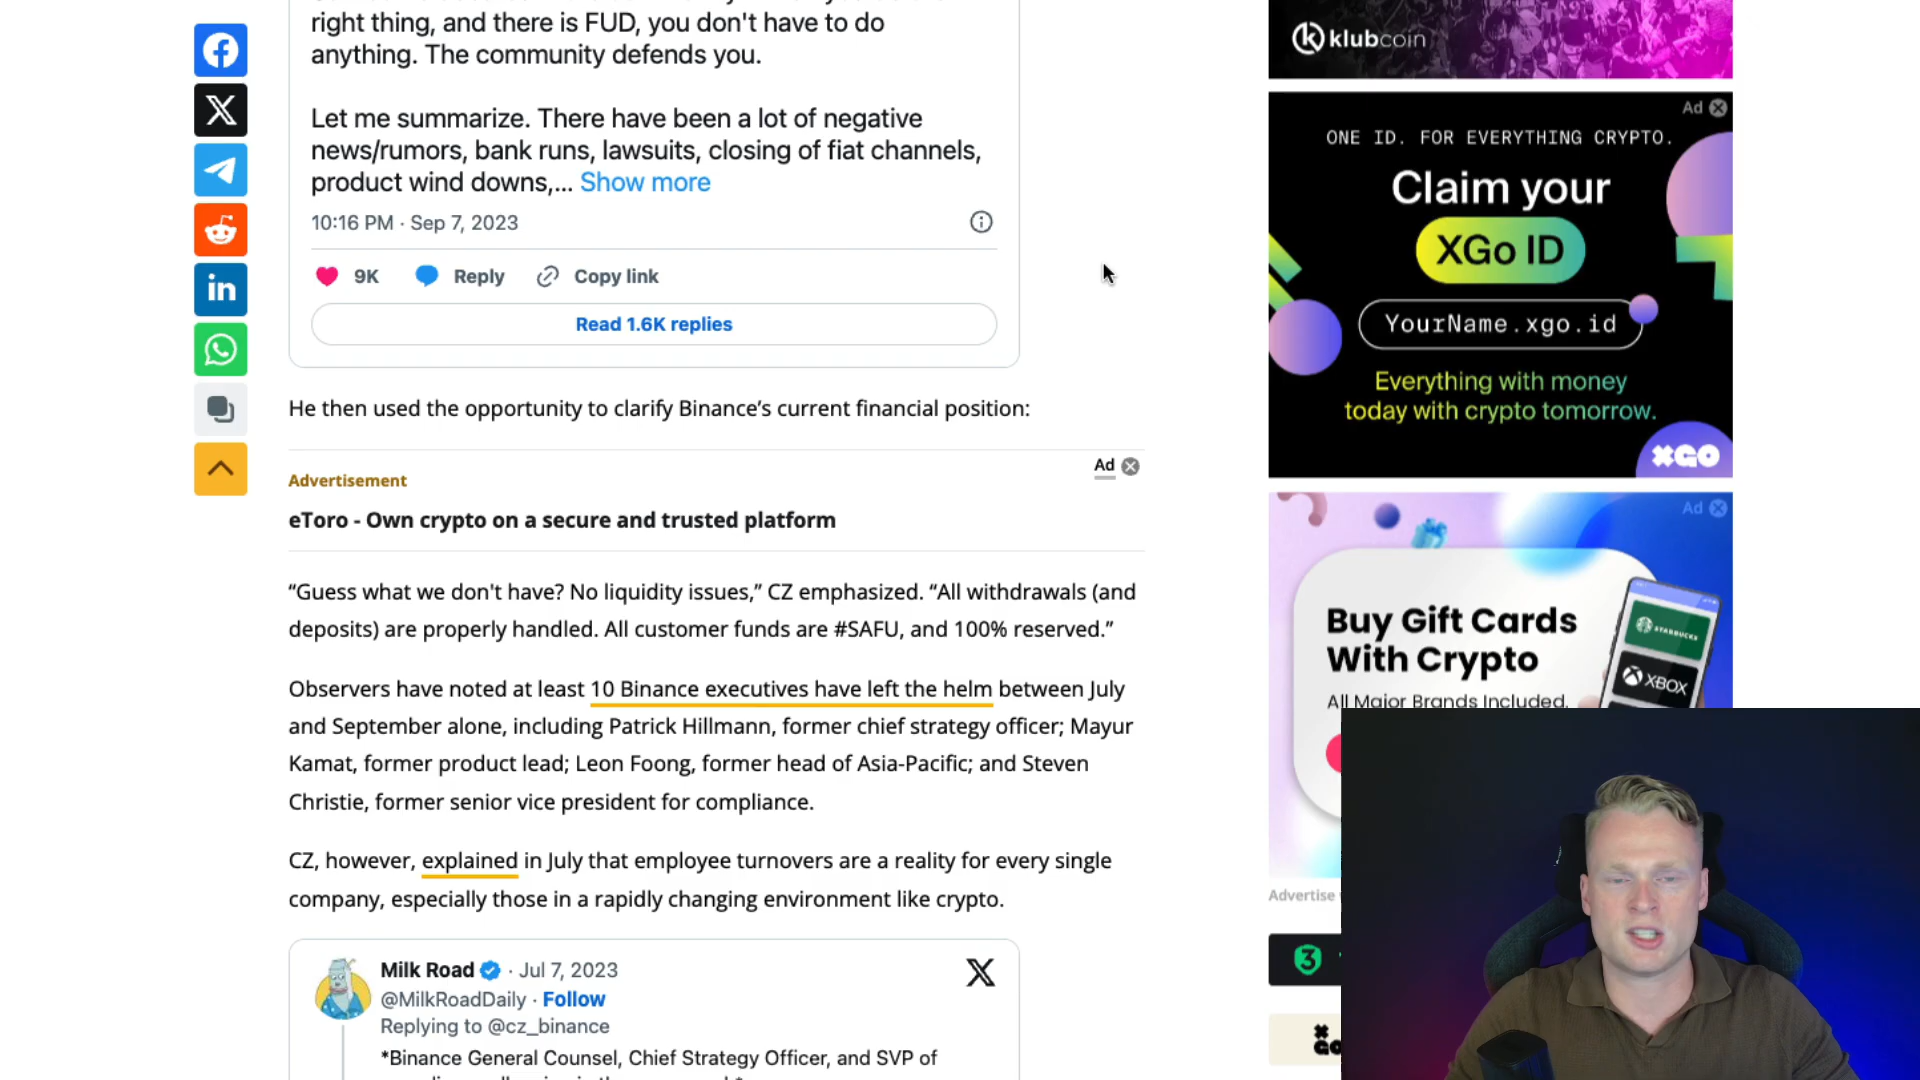 right thing, and there is FUD, you don't have to do
anything. The community defends you.
Let me summarize. There have been a lot of negative
news/rumors, bank runs, lawsuits, closing of fiat channels,
product wind downs,... Show more
10:16 PM · Sep 7, 2023
9K Reply Copy link
Read 1.6K replies
He then used the opportunity to clarify Binance’s current financial position:
Ad
Advertisement
eToro - Own crypto on a secure and trusted platform
“Guess what we don't have? No liquidity issues,” CZ emphasized. “All withdrawals (and
deposits) are properly handled. All customer funds are #SAFU, and 100% reserved.”
Observers have noted at least 10 Binance executives have left the helm between July
and September alone, including Patrick Hillmann, former chief strategy officer; Mayur
Kamat, former product lead; Leon Foong, former head of Asia-Pacific; and Steven
Christie, former senior vice president for compliance.
CZ, however, explained in July that employee turnovers are a reality for every single
company, especially those in a rapidly changing environment like crypto.
Milk Road · Jul 7, 2023
@MilkRoadDaily · Follow
Replying to @cz_binance
*Binance General Counsel, Chief Strategy Officer, and SVP of
klubcoin
Ad
ONE ID. FOR EVERYTHING CRYPTO.
Claim your
XGo ID
YourName.xgo.id
Everything with money
today with crypto tomorrow.
XGO
Ad
Buy Gift Cards
With Crypto
All Major Brands Included.
STARBUCKS
XBOX
Advertise